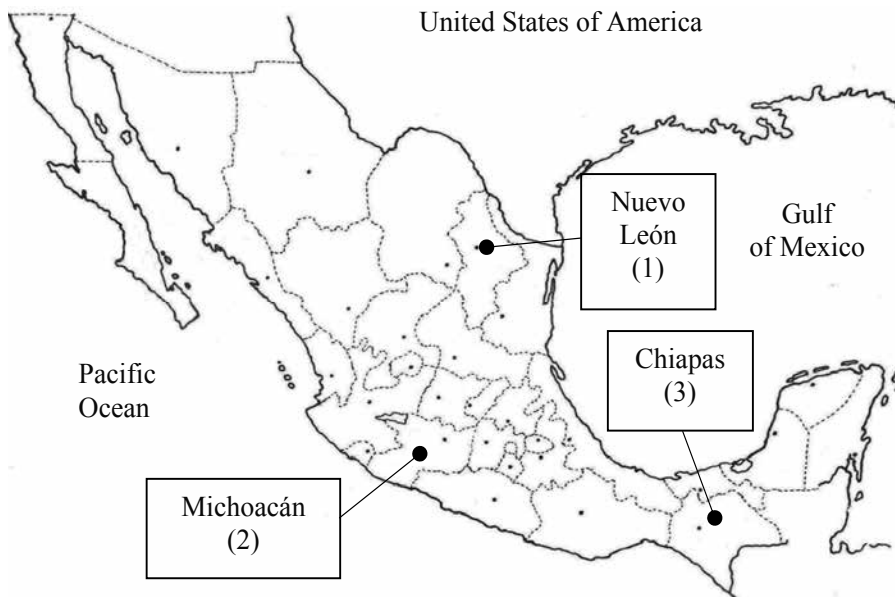 United States of America
Nuevo
León
(1)
Gulf
of Mexico
Chiapas
(3)
Pacific
Ocean
Michoacán
(2)